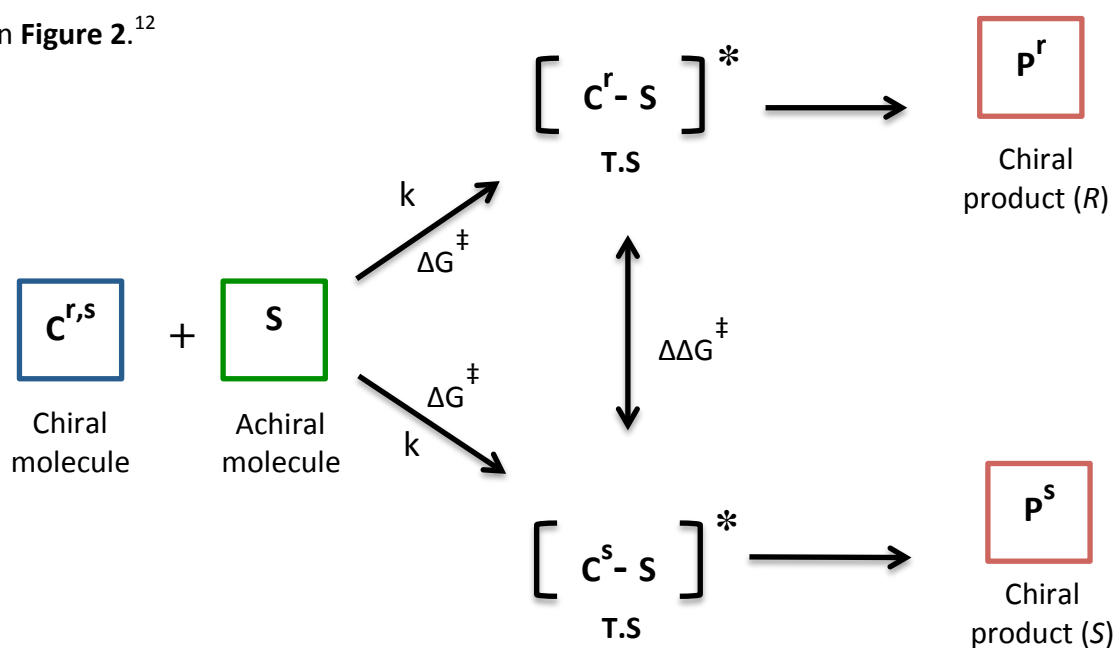 n Figure 2.12
[ Cr- S ]*
T.S
Pr
Chiral
product (R)
k
ΔG‡
Cr,s
+
S
Chiral
molecule
Achiral
molecule
ΔΔG‡
ΔG‡
k
[ Cs- S ]*
T.S
Ps
Chiral
product (S)